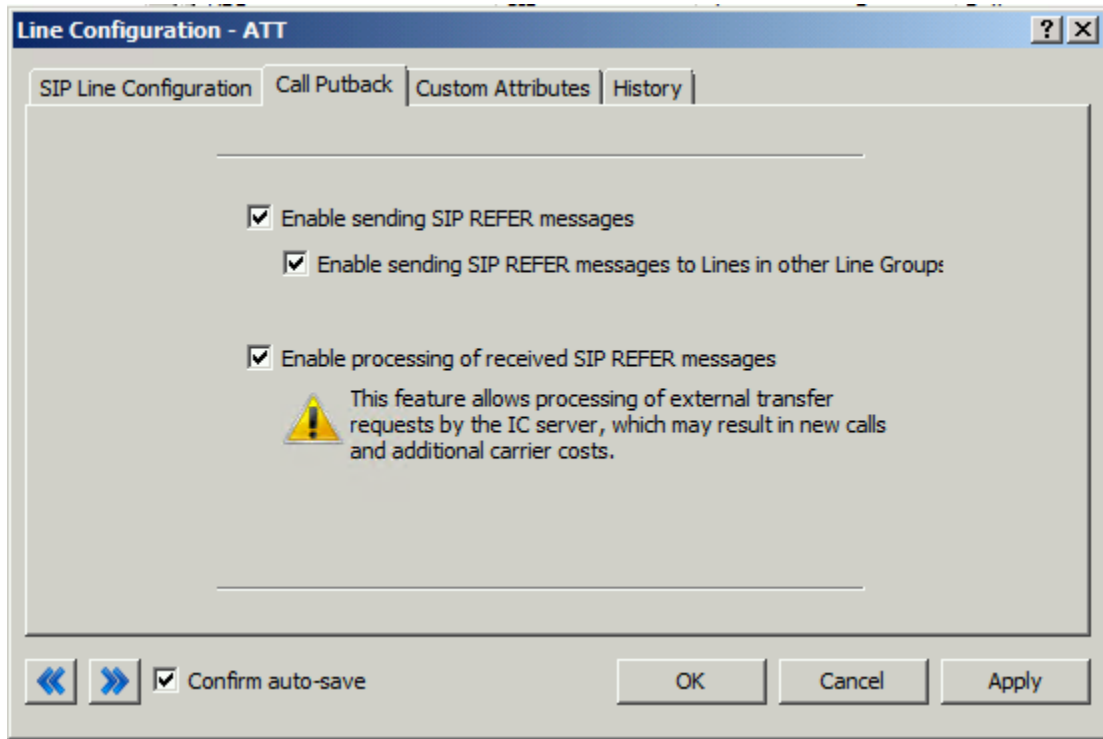 Line Configuration - ATT
SIP Line Configuration
Call Putback
Custom Attributes
History
Enable sending SIP REFER messages
Enable sending SIP REFER messages to Lines in other Line Groups
Enable processing of received SIP REFER messages
This feature allows processing of external transfer
requests by the IC server, which may result in new calls
and additional carrier costs.
Confirm auto-save
OK
Cancel
Apply